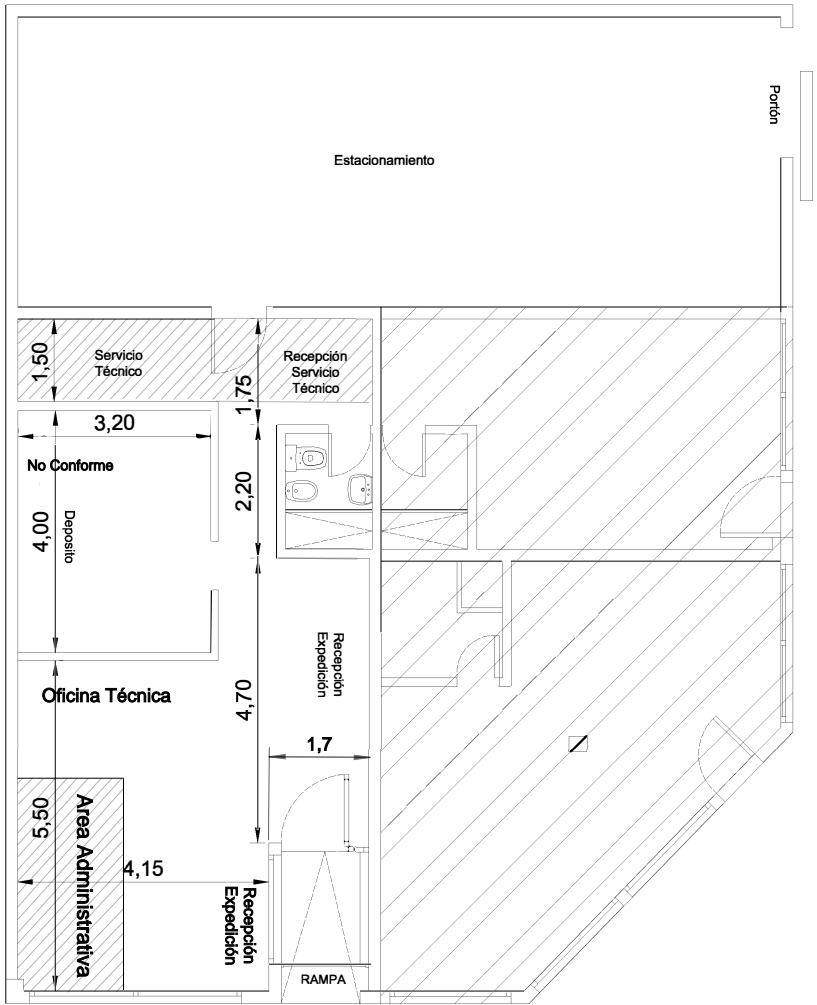 Portón
Estacionamiento
1,50
Servicio
Técnico
Recepción
Servicio
Técnico
1,75
3,20
No Conforme
4,00
Deposito
2,20
Recepción
Expedición
Oficina Técnica
4,70
1,7
5,50
Area Administrativa
4,15
Recepción
Expedición
RAMPA